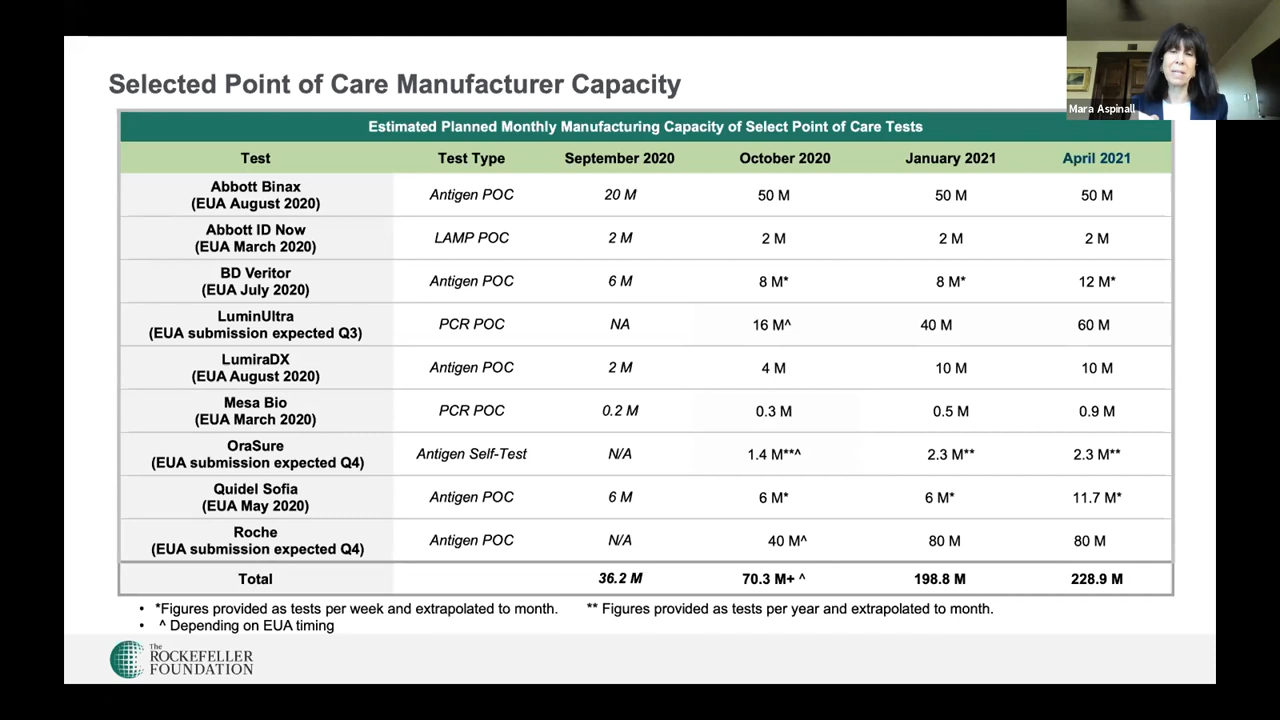 Mara Aspinall
Selected Point of Care Manufacturer Capacity
Estimated Planned Monthly Manufacturing Capacity of Select Point of Care Tests
Test Test Type September 2020 October 2020 January 2021 April 2021
Abbott Binax
(EUA August 2020) Antigen POC 20 M 50 M 50 M 50 M
Abbott ID Now
(EUA March 2020) LAMP POC 2 M 2 M 2 M 2 M
BD Veritor
(EUA July 2020) Antigen POC 6 M 8 M* 8 M* 12 M*
LuminUltra
(EUA submission expected Q3) PCR POC NA 16 M^ 40 M 60 M
LumiraDX
(EUA August 2020) Antigen POC 2 M 4 M 10 M 10 M
Mesa Bio
(EUA March 2020) PCR POC 0.2 M 0.3 M 0.5 M 0.9 M
OraSure
(EUA submission expected Q4) Antigen Self-Test N/A 1.4 M**^ 2.3 M** 2.3 M**
Quidel Sofia
(EUA May 2020) Antigen POC 6 M 6 M* 6 M* 11.7 M*
Roche
(EUA submission expected Q4) Antigen POC N/A 40 M^ 80 M 80 M
Total 36.2 M 70.3 M+ ^ 198.8 M 228.9 M
• *Figures provided as tests per week and extrapolated to month. ** Figures provided as tests per year and extrapolated to month.
• ^ Depending on EUA timing
The
ROCKEFELLER
FOUNDATION